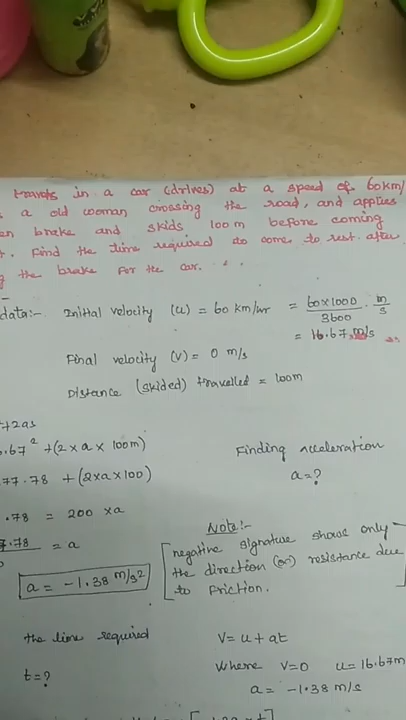 travels in a car (drives) at a speed of 60km/
a old woman crossing the road, and applies
brake and skids 100m before coming
. Find the time required to come to rest after
the brake for the car.
data:- Initial velocity (u) = 60 km/hr = 60×1000/3600 . m/s
= 16.67 m/s
Final velocity (v) = 0 m/s
Distance (skided) travelled = 100m
+2as
.67² +(2×a×100m)
Finding acceleration
77.78 +(2×a×100)
a=?
.78 = 200 ×a
7.78 = a
Note:-
negative signature shows only
the direction (or) resistance due
to friction.
a = -1.38 m/s²
the time required
v = u + at
t=?
Where v=0 u=16.67m
a = -1.38 m/s